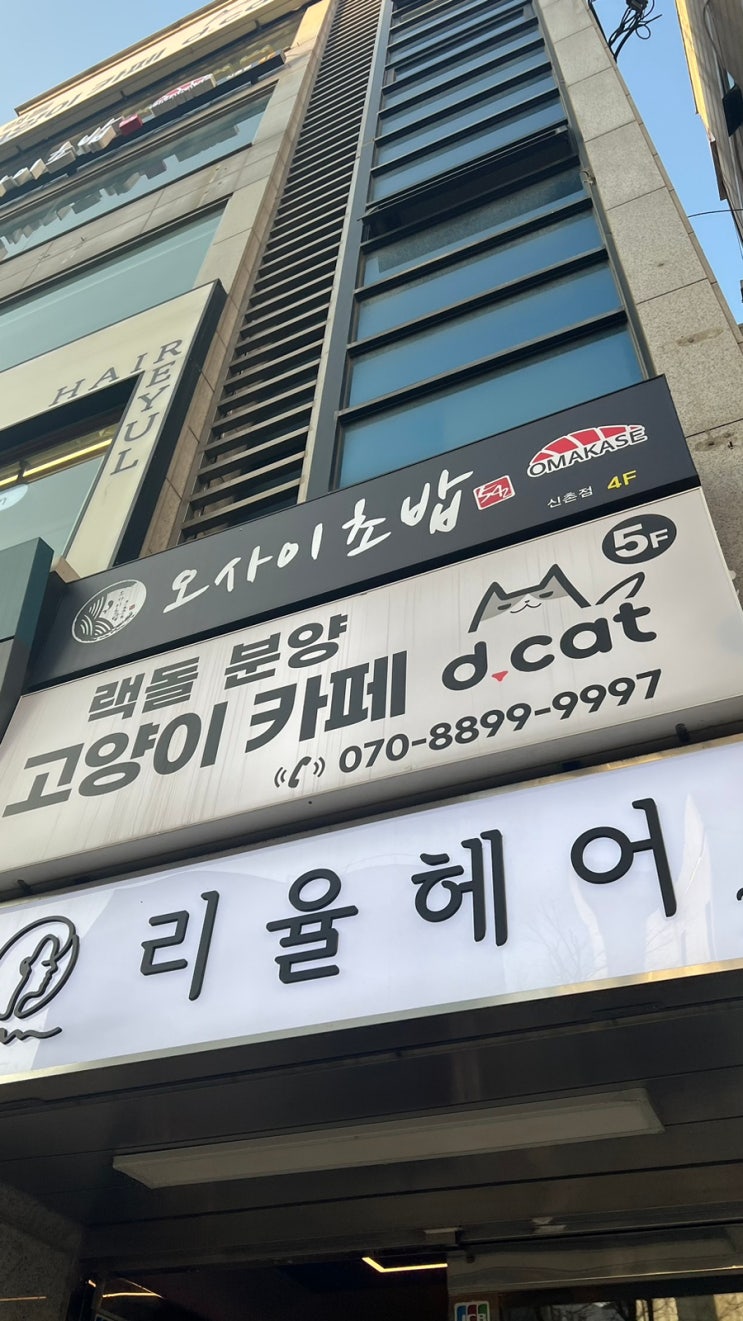 HAIR
REYUL
오사이초밥
OMAKASE
신촌점 4F
랙돌 분양
고양이 카페
d.cat
5F
070-8899-9997
리율헤어
JCB